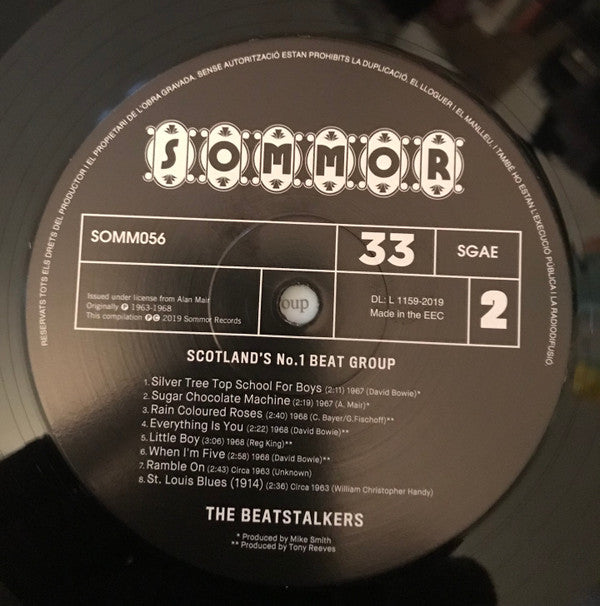 RESERVATS TOTS ELS DRETS DEL PRODUCTOR I EL PROPIETARI DE L'OBRA GRAVADA. SENSE AUTORITZACIÓ ESTAN PROHIBITS LA DUPLICACIÓ, EL LLOGUER I EL MANLLEU, I TAMBÉ HO ESTAN L'EXECUCIÓ PÚBLICA I LA RADIODIFUSIÓ
SOMMOR
SOMM056
33
SGAE
Issued under license from Alan Mair
Originally ℗ 1963-1968
This compilation ℗© 2019 Sommor Records
oup
DL: L 1159-2019
Made in the EEC
2
SCOTLAND'S No.1 BEAT GROUP
1. Silver Tree Top School For Boys (2:11) 1967 (David Bowie)*
2. Sugar Chocolate Machine (2:19) 1967 (A. Mair)*
3. Rain Coloured Roses (2:40) 1968 (C. Bayer/G.Fischoff)**
4. Everything Is You (2:22) 1968 (David Bowie)**
5. Little Boy (3:06) 1968 (Reg King)**
6. When I'm Five (2:58) 1968 (David Bowie)**
7. Ramble On (2:43) Circa 1963 (Unknown)
8. St. Louis Blues (1914) (2:36) Circa 1963 (William Christopher Handy)
THE BEATSTALKERS
* Produced by Mike Smith
** Produced by Tony Reeves